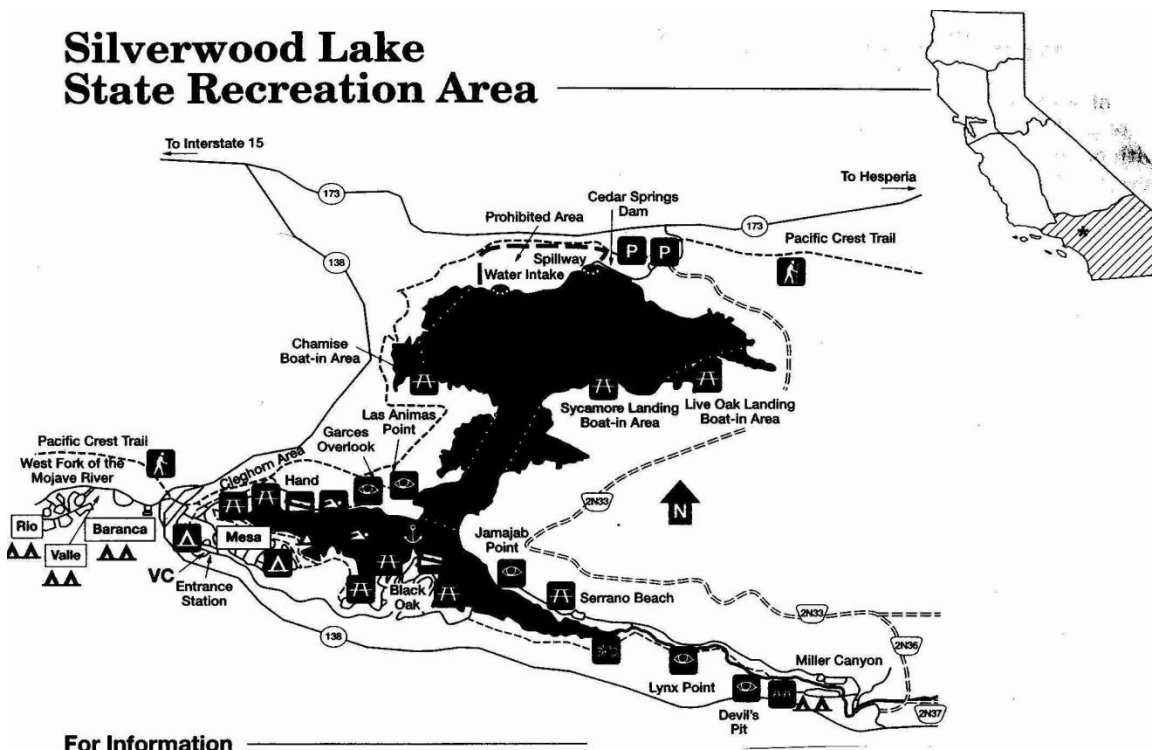 Silverwood Lake
State Recreation Area
To Interstate 15
173
To Hesperia
Cedar Springs
Dam
Prohibited Area
173
Pacific Crest Trail
138
Spillway
P
P
Water Intake
Chamise
Boat-in Area
Sycamore Landing
Boat-in Area
Live Oak Landing
Boat-in Area
Las Animas
Point
Garces
Overlook
Pacific Crest Trail
West Fork of the
Mojave River
Cleghorn Area
Hand
2N33
N
Rio
Baranca
Mesa
Valle
Jamajab
Point
VC
Entrance
Station
Black
Oak
Serrano Beach
2N33
138
2N36
Miller Canyon
Lynx Point
Devil's
Pit
2N37
For Information